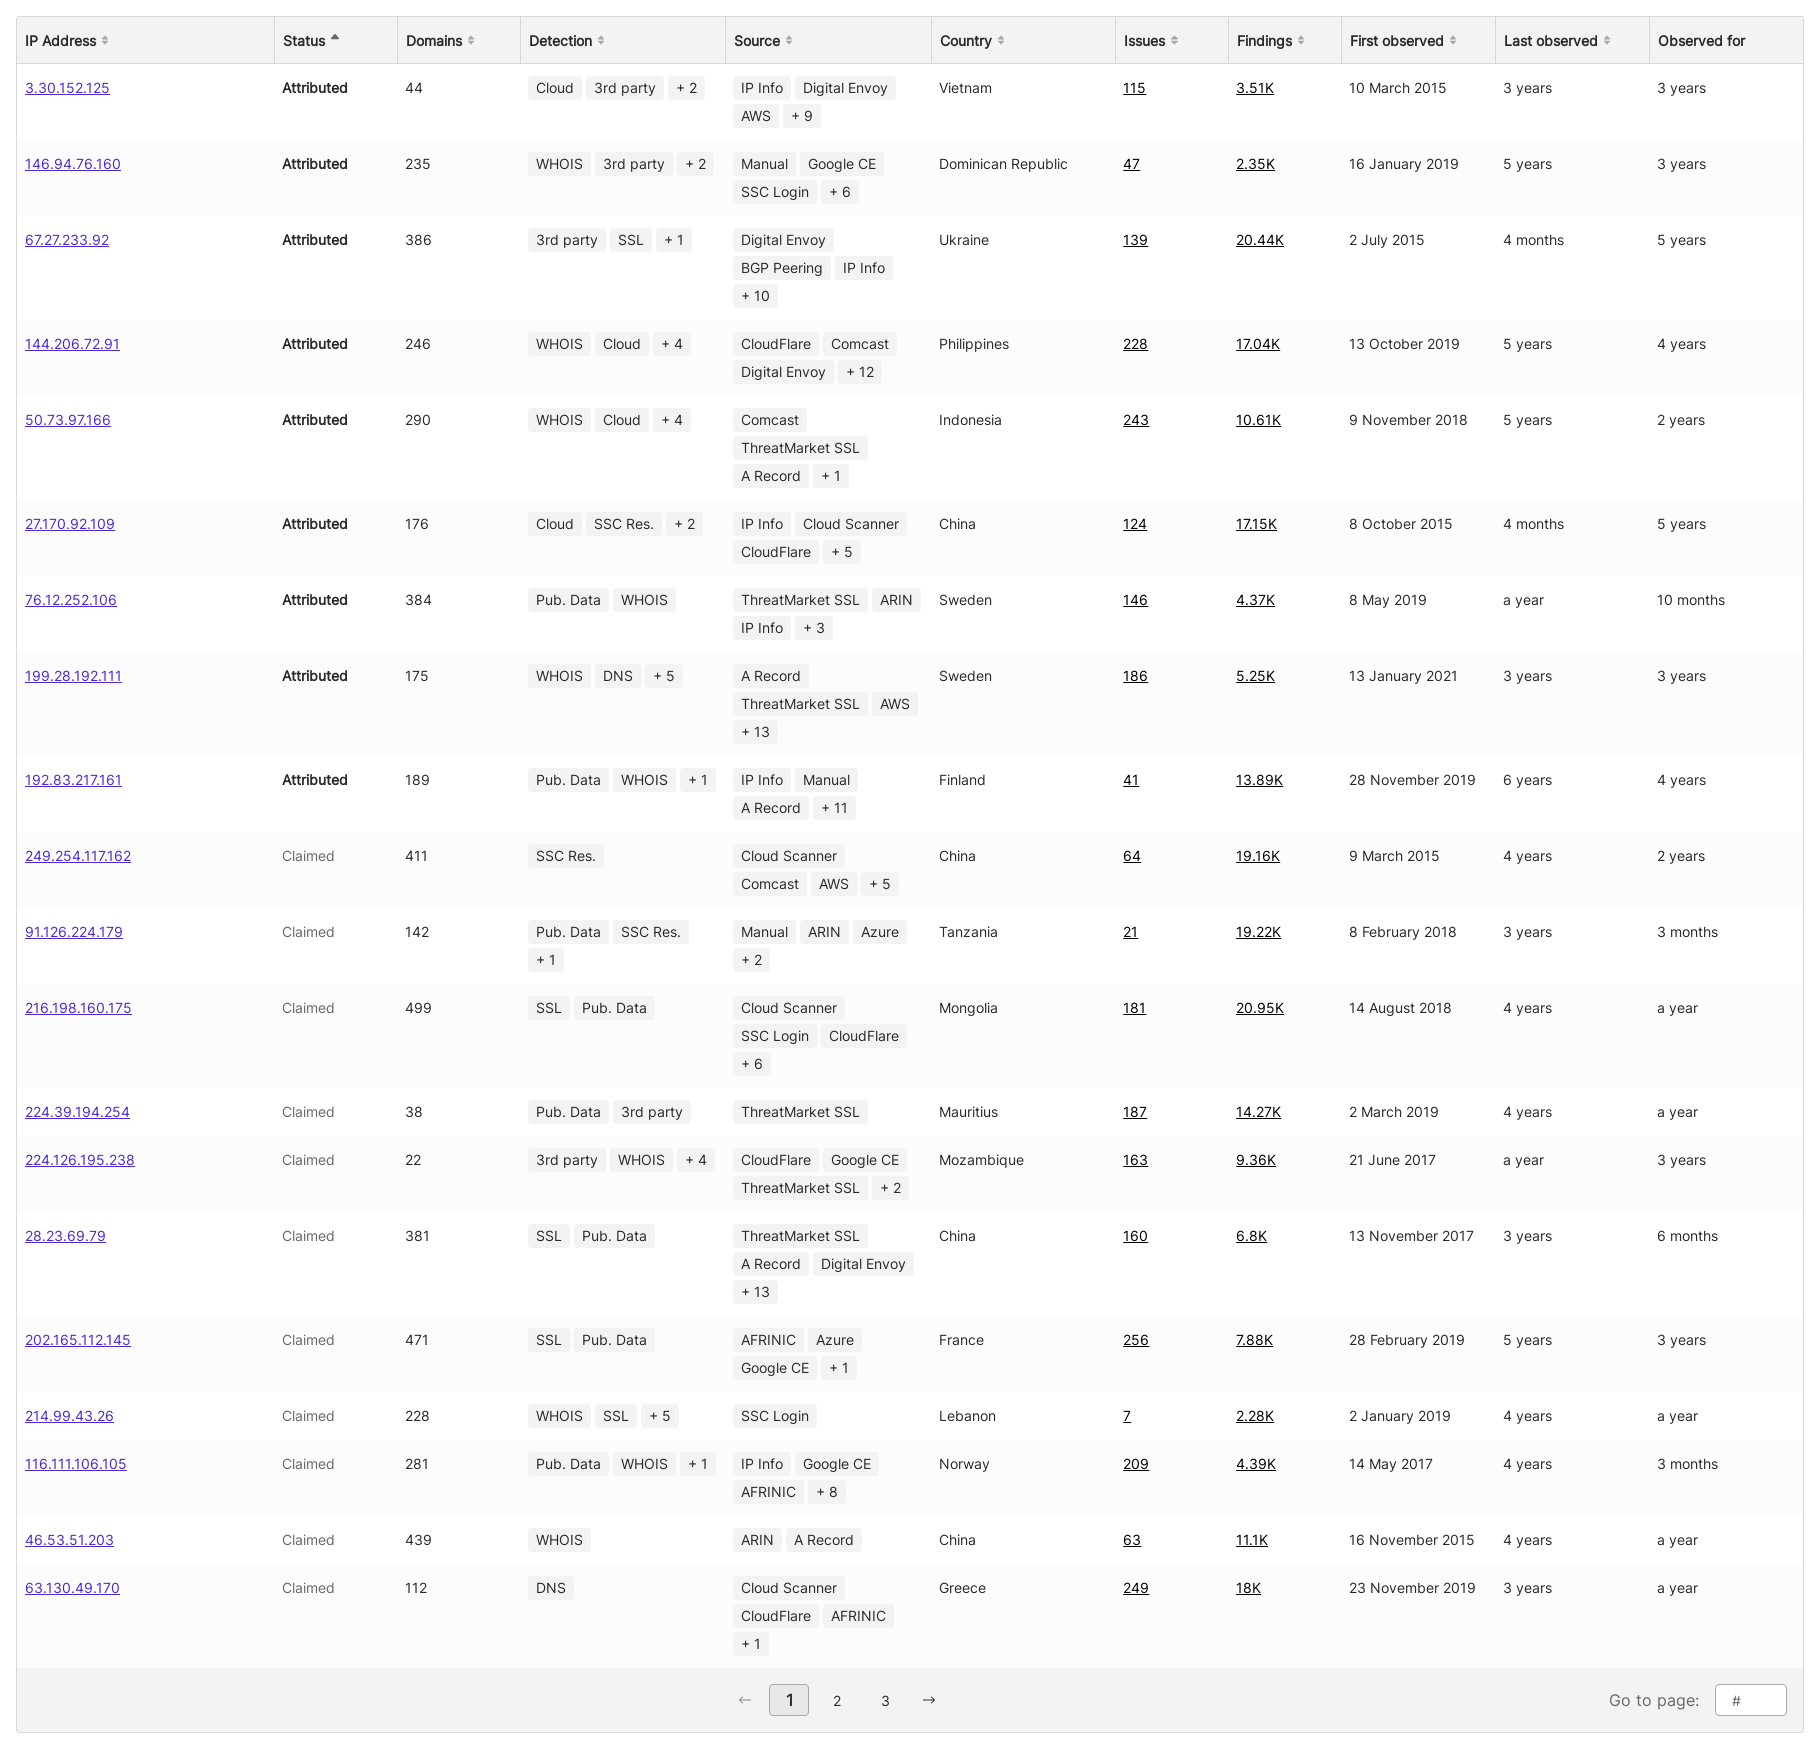 IP Address Status Domains Detection Source Country Issues Findings First observed Last observed Observed for
3.30.152.125 Attributed 44 Cloud 3rd party + 2 IP Info Digital Envoy Vietnam 115 3.51K 10 March 2015 3 years 3 years
AWS + 9
146.94.76.160 Attributed 235 WHOIS 3rd party + 2 Manual Google CE Dominican Republic 47 2.35K 16 January 2019 5 years 3 years
SSC Login + 6
67.27.233.92 Attributed 386 3rd party SSL + 1 Digital Envoy Ukraine 139 20.44K 2 July 2015 4 months 5 years
BGP Peering IP Info
+ 10
144.206.72.91 Attributed 246 WHOIS Cloud + 4 CloudFlare Comcast Philippines 228 17.04K 13 October 2019 5 years 4 years
Digital Envoy + 12
50.73.97.166 Attributed 290 WHOIS Cloud + 4 Comcast Indonesia 243 10.61K 9 November 2018 5 years 2 years
ThreatMarket SSL
A Record + 1
27.170.92.109 Attributed 176 Cloud SSC Res. + 2 IP Info Cloud Scanner China 124 17.15K 8 October 2015 4 months 5 years
CloudFlare + 5
76.12.252.106 Attributed 384 Pub. Data WHOIS ThreatMarket SSL ARIN Sweden 146 4.37K 8 May 2019 a year 10 months
IP Info + 3
199.28.192.111 Attributed 175 WHOIS DNS + 5 A Record Sweden 186 5.25K 13 January 2021 3 years 3 years
ThreatMarket SSL AWS
+ 13
192.83.217.161 Attributed 189 Pub. Data WHOIS + 1 IP Info Manual Finland 41 13.89K 28 November 2019 6 years 4 years
A Record + 11
249.254.117.162 Claimed 411 SSC Res. Cloud Scanner China 64 19.16K 9 March 2015 4 years 2 years
Comcast AWS + 5
91.126.224.179 Claimed 142 Pub. Data SSC Res. Manual ARIN Azure Tanzania 21 19.22K 8 February 2018 3 years 3 months
+ 1 + 2
216.198.160.175 Claimed 499 SSL Pub. Data Cloud Scanner Mongolia 181 20.95K 14 August 2018 4 years a year
SSC Login CloudFlare
+ 6
224.39.194.254 Claimed 38 Pub. Data 3rd party ThreatMarket SSL Mauritius 187 14.27K 2 March 2019 4 years a year
224.126.195.238 Claimed 22 3rd party WHOIS + 4 CloudFlare Google CE Mozambique 163 9.36K 21 June 2017 a year 3 years
ThreatMarket SSL + 2
28.23.69.79 Claimed 381 SSL Pub. Data ThreatMarket SSL China 160 6.8K 13 November 2017 3 years 6 months
A Record Digital Envoy
+ 13
202.165.112.145 Claimed 471 SSL Pub. Data AFRINIC Azure France 256 7.88K 28 February 2019 5 years 3 years
Google CE + 1
214.99.43.26 Claimed 228 WHOIS SSL + 5 SSC Login Lebanon 7 2.28K 2 January 2019 4 years a year
116.111.106.105 Claimed 281 Pub. Data WHOIS + 1 IP Info Google CE Norway 209 4.39K 14 May 2017 4 years 3 months
AFRINIC + 8
46.53.51.203 Claimed 439 WHOIS ARIN A Record China 63 11.1K 16 November 2015 4 years a year
63.130.49.170 Claimed 112 DNS Cloud Scanner Greece 249 18K 23 November 2019 3 years a year
CloudFlare AFRINIC
+ 1
← 1 2 3 → Go to page: #